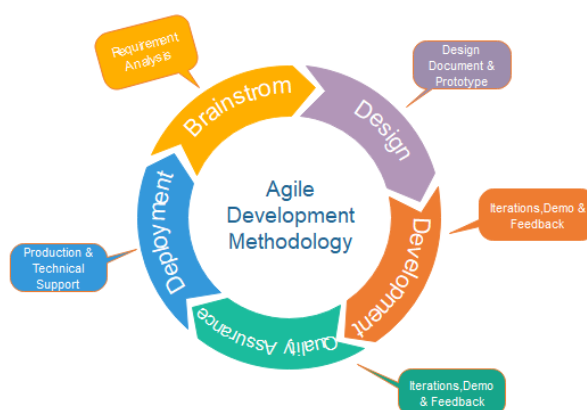 Requirement
Analysis
Brainstrom
Design
Document &
Prototype
Design
Agile
Development
Methodology
Iterations,Demo &
Feedback
Development
Production &
Technical
Support
Deployment
Quality Assurance
Iterations,Demo
& Feedback